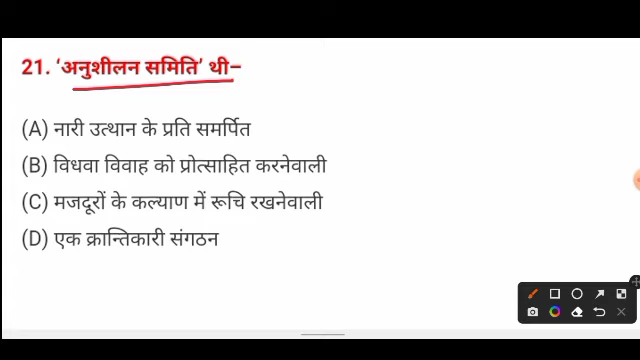 21. ‘अनुशीलन समिति’ थी–
(A) नारी उत्थान के प्रति समर्पित
(B) विधवा विवाह को प्रोत्साहित करनेवाली
(C) मजदूरों के कल्याण में रूचि रखनेवाली
(D) एक क्रान्तिकारी संगठन